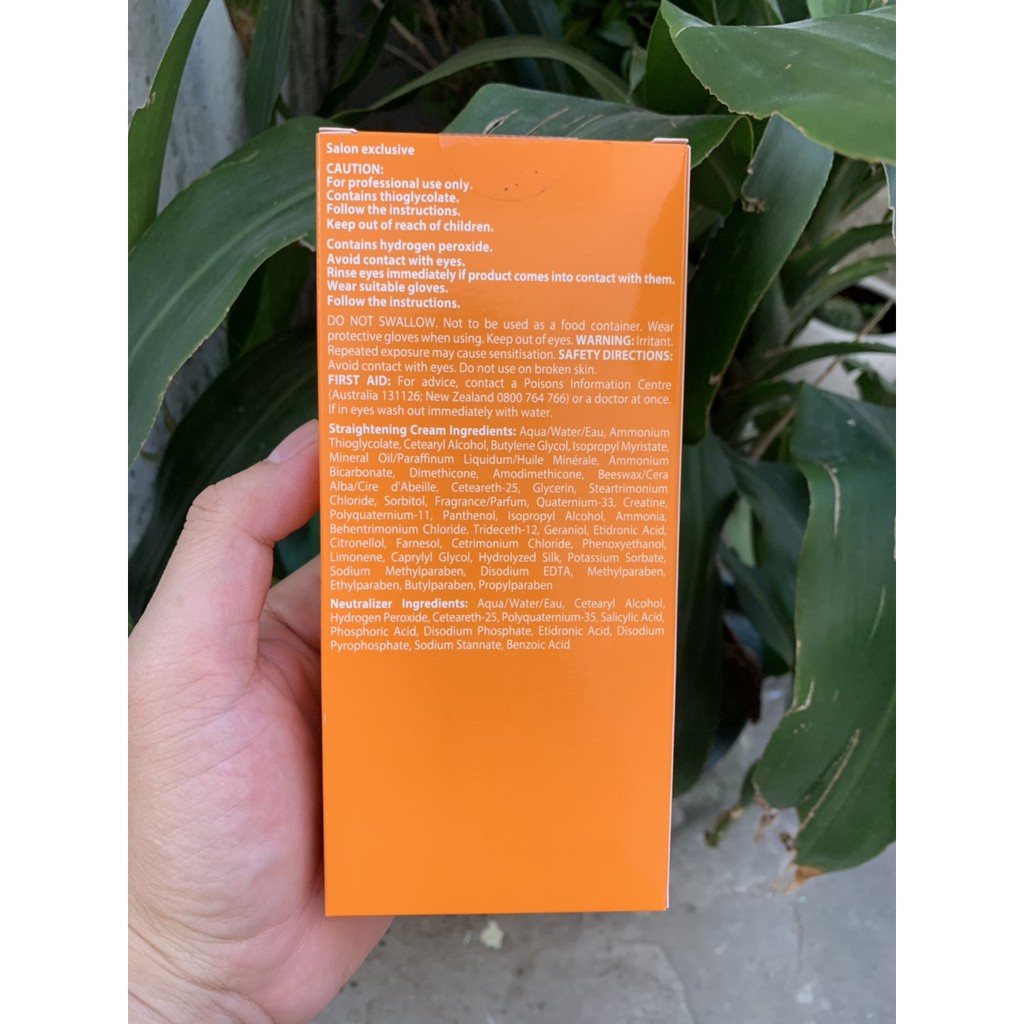 Salon exclusive
CAUTION:
For professional use only.
Contains thioglycolate.
Follow the instructions.
Keep out of reach of children.
Contains hydrogen peroxide.
Avoid contact with eyes.
Rinse eyes immediately if product comes into contact with them.
Wear suitable gloves.
Follow the instructions.
DO NOT SWALLOW. Not to be used as a food container. Wear
protective gloves when using. Keep out of eyes. WARNING: Irritant.
Repeated exposure may cause sensitisation. SAFETY DIRECTIONS:
Avoid contact with eyes. Do not use on broken skin.
FIRST AID: For advice, contact a Poisons Information Centre
(Australia 131126; New Zealand 0800 764 766) or a doctor at once.
If in eyes wash out immediately with water.
Straightening Cream Ingredients: Aqua/Water/Eau, Ammonium
Thioglycolate, Cetearyl Alcohol, Butylene Glycol, Isopropyl Myristate,
Mineral Oil/Paraffinum Liquidum/Huile Minérale, Ammonium
Bicarbonate, Dimethicone, Amodimethicone, Beeswax/Cera
Alba/Cire d'Abeille, Ceteareth-25, Glycerin, Steartrimonium
Chloride, Sorbitol, Fragrance/Parfum, Quaternium-33, Creatine,
Polyquaternium-11, Panthenol, Isopropyl Alcohol, Ammonia,
Behentrimonium Chloride, Trideceth-12, Geraniol, Etidronic Acid,
Citronellol, Farnesol, Cetrimonium Chloride, Phenoxyethanol,
Limonene, Caprylyl Glycol, Hydrolyzed Silk, Potassium Sorbate,
Sodium Methylparaben, Disodium EDTA, Methylparaben,
Ethylparaben, Butylparaben, Propylparaben
Neutralizer Ingredients: Aqua/Water/Eau, Cetearyl Alcohol,
Hydrogen Peroxide, Ceteareth-25, Polyquaternium-35, Salicylic Acid,
Phosphoric Acid, Disodium Phosphate, Etidronic Acid, Disodium
Pyrophosphate, Sodium Stannate, Benzoic Acid